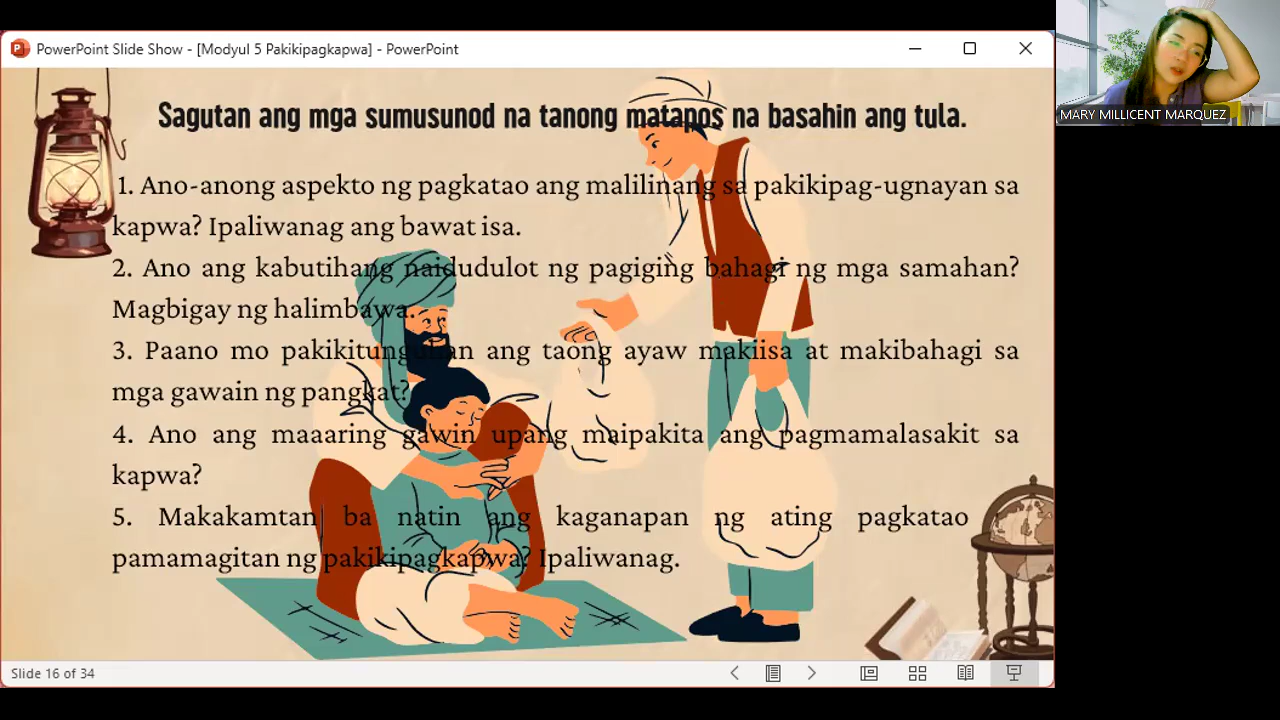 PowerPoint Slide Show - [Modyul 5 Pakikipagkapwa] - PowerPoint
MARY MILLICENT MARQUEZ
Sagutan ang mga sumusunod na tanong matapos na basahin ang tula.
1. Ano-anong aspekto ng pagkatao ang malilinang sa pakikipag-ugnayan sa
kapwa? Ipaliwanag ang bawat isa.
2. Ano ang kabutihang naidudulot ng pagiging bahagi ng mga samahan?
Magbigay ng halimbawa.
3. Paano mo pakikitunguhan ang taong ayaw makiisa at makibahagi sa
mga gawain ng pangkat?
4. Ano ang maaaring gawin upang maipakita ang pagmamalasakit sa
kapwa?
5. Makakamtan ba natin ang kaganapan ng ating pagkatao
pamamagitan ng pakikipagkapwa? Ipaliwanag.
Slide 16 of 34